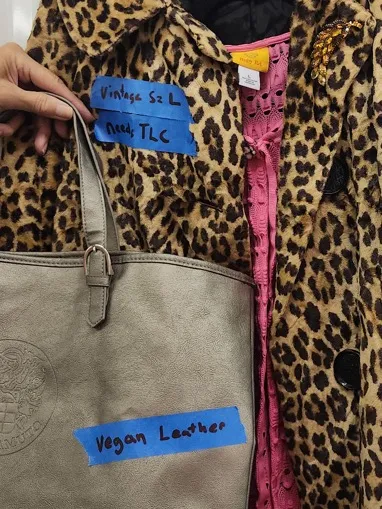 Vintage Sz L
Needs TLC
Vegan Leather